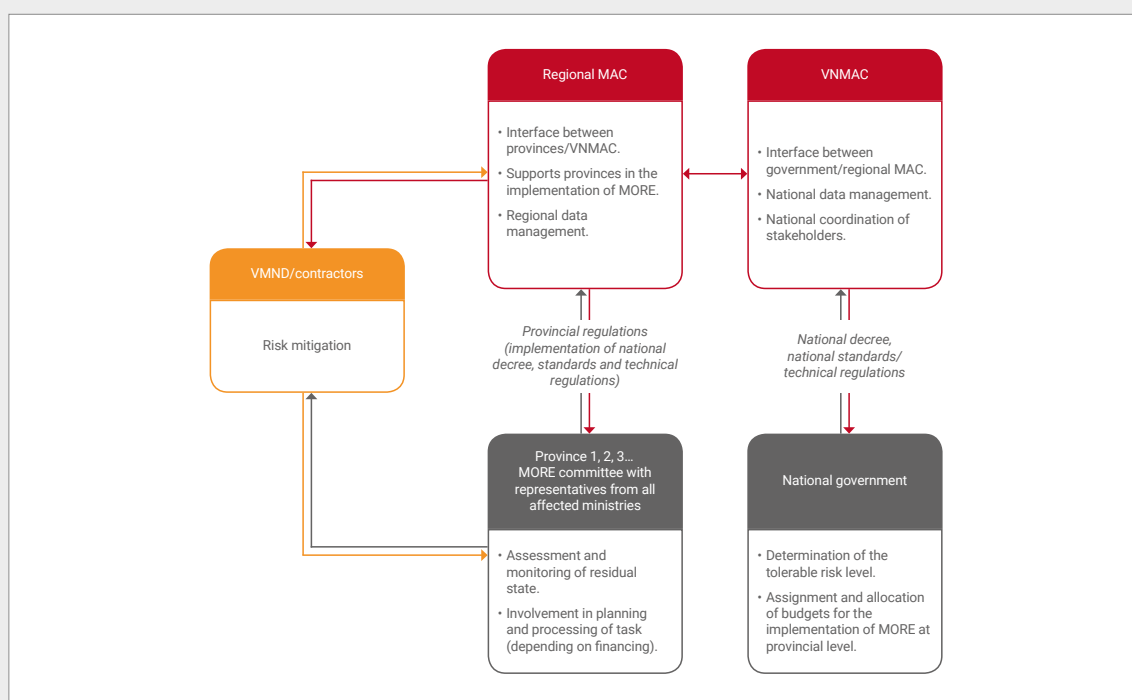 Regional MAC
• Interface between
provinces/VNMAC.
• Supports provinces in the
implementation of MORE.
• Regional data
management.
VNMAC
• Interface between
government/regional MAC.
• National data management.
• National coordination of
stakeholders.
VMND/contractors
Risk mitigation
Provincial regulations
(implementation of national
decree, standards and technical
regulations)
National decree,
national standards/
technical regulations
Province 1, 2, 3...
MORE committee with
representatives from all
affected ministries
• Assessment and
monitoring of residual
state.
• Involvement in planning
and processing of task
(depending on financing).
National government
• Determination of the
tolerable risk level.
• Assignment and allocation
of budgets for the
implementation of MORE at
provincial level.